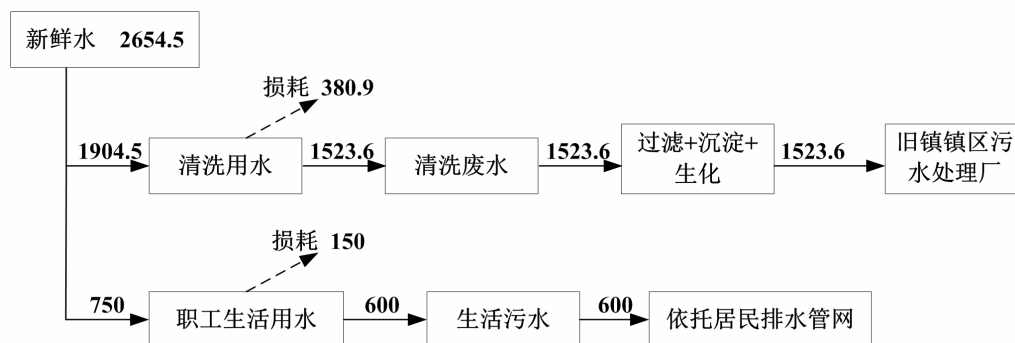 新鲜水 2654.5
损耗 380.9
1904.5
清洗用水
1523.6
清洗废水
1523.6
过滤+沉淀+
生化
1523.6
旧镇镇区污
水处理厂
损耗 150
750
职工生活用水
600
生活污水
600
依托居民排水管网